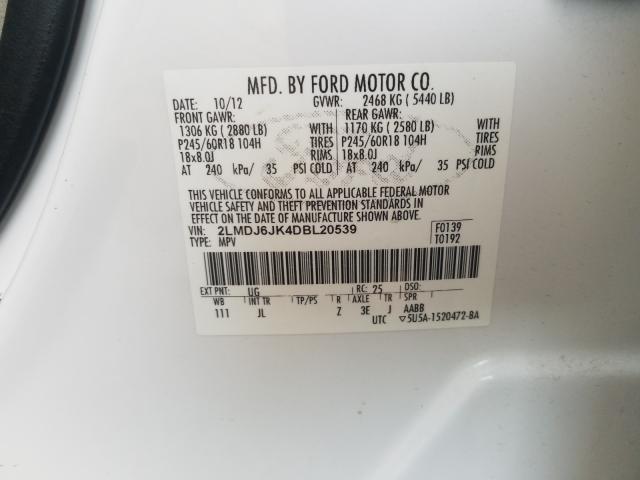 MFD. BY FORD MOTOR CO.
DATE: 10/12 GVWR: 2468 KG ( 5440 LB)
FRONT GAWR: REAR GAWR:
1306 KG ( 2880 LB) WITH 1170 KG ( 2580 LB) WITH
P245/60R18 104H TIRES P245/60R18 104H TIRES
18x8.0J RIMS 18x8.0J RIMS
AT 240 kPa/ 35 PSI COLD AT 240 kPa/ 35 PSI COLD
THIS VEHICLE CONFORMS TO ALL APPLICABLE FEDERAL MOTOR
VEHICLE SAFETY AND THEFT PREVENTION STANDARDS IN
EFFECT ON THE DATE OF MANUFACTURE SHOWN ABOVE.
VIN: 2LMDJ6JK4DBL20539 F0139
TYPE: MPV T0192
EXT PNT: UG RC: 25 DSO:
WB INT TR TP/PS R AXLE TR SPR
111 JL Z 3E J AABB
UTC ▽5U5A-1520472-BA